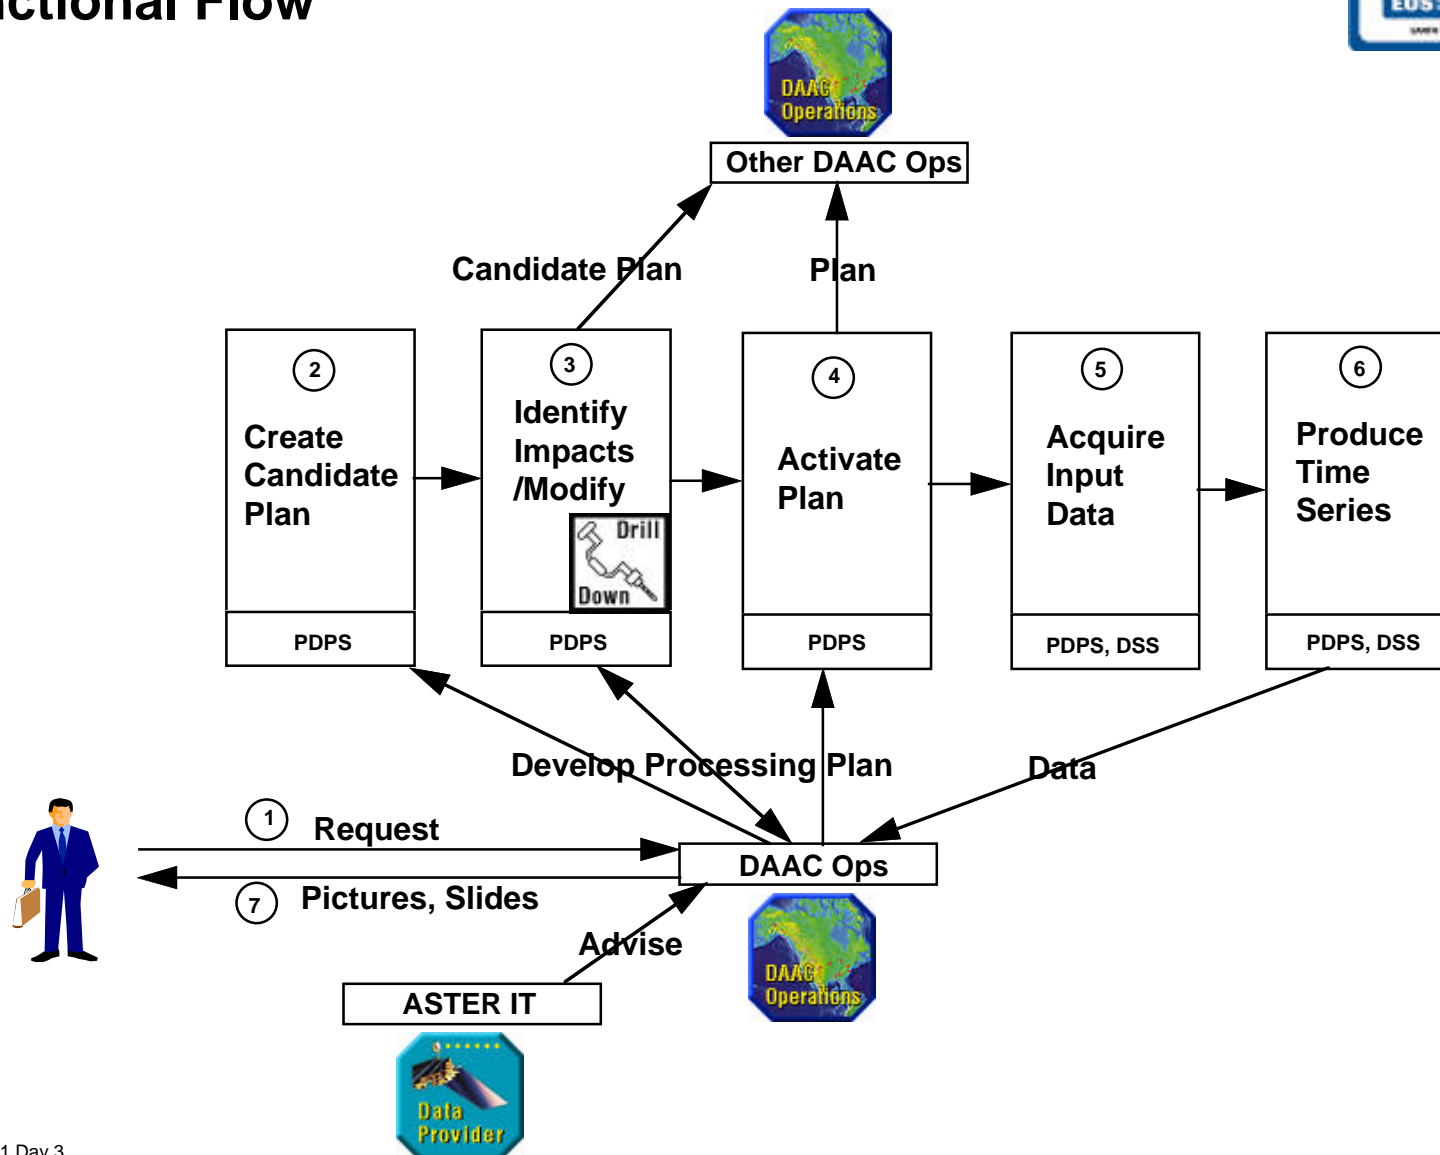 Functional Flow
EOS
DAAC
Operations
Other DAAC Ops
Candidate Plan
Plan
2
Create
Candidate
Plan
PDPS
3
Identify
Impacts
/Modify
Drill
Down
PDPS
4
Activate
Plan
PDPS
5
Acquire
Input
Data
PDPS, DSS
6
Produce
Time
Series
PDPS, DSS
Develop Processing Plan
Data
1
Request
DAAC Ops
7
Pictures, Slides
Advise
DAAC
Operations
ASTER IT
Data
Provider
1 Day 3